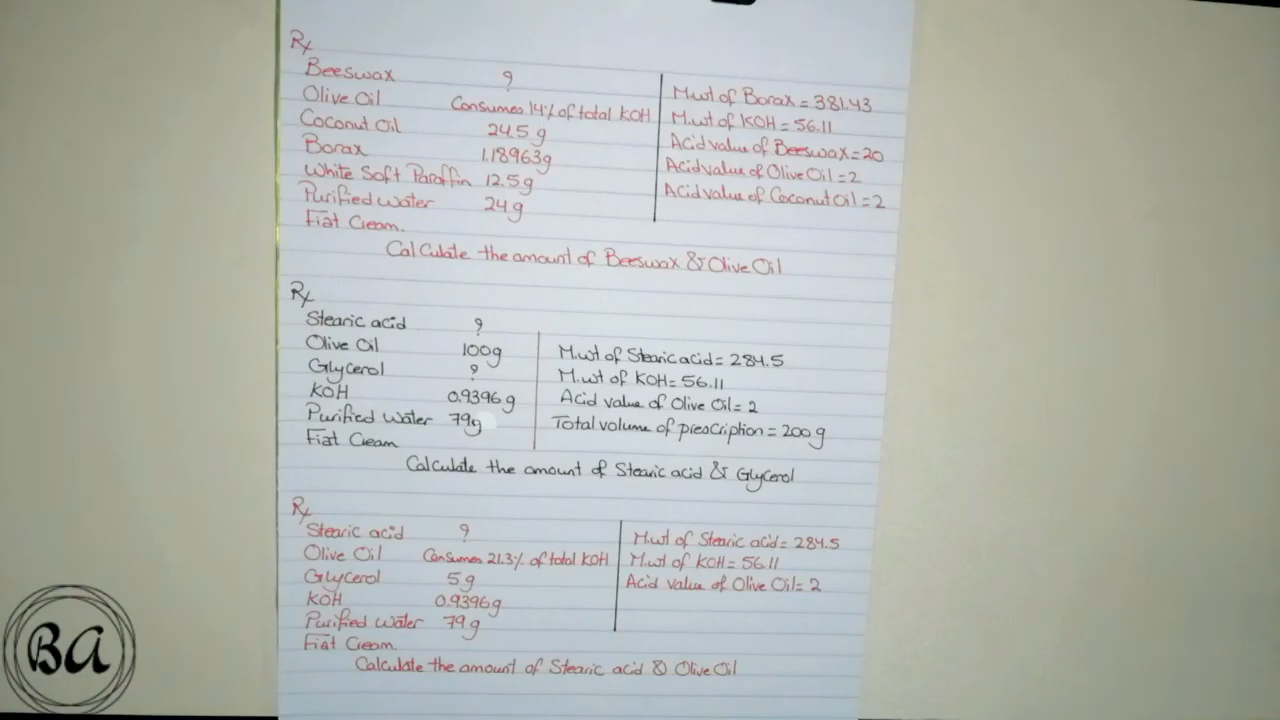 Rx
Beeswax ?
Olive Oil Consumes 14% of total KOH
Coconut Oil 24.5 g
Borax 1.18963g
White Soft Paraffin 12.5g
Purified Water 24g
Fiat Cream.
M.wt of Borax = 381.43
M.wt of KOH = 56.11
Acid value of Beeswax = 20
Acid value of Olive Oil = 2
Acid value of Coconut Oil = 2
Calculate the amount of Beeswax & Olive Oil
Rx
Stearic acid ?
Olive Oil 100g
Glycerol ?
KOH 0.9396g
Purified Water 79g
Fiat Cream
M.wt of Stearic acid = 284.5
M.wt of KOH = 56.11
Acid value of Olive Oil = 2
Total volume of prescription = 200g
Calculate the amount of Stearic acid & Glycerol
Rx
Stearic acid ?
Olive Oil Consumes 21.3% of total KOH
Glycerol 5g
KOH 0.9396g
Purified Water 79g
Fiat Cream.
M.wt of Stearic acid = 284.5
M.wt of KOH = 56.11
Acid value of Olive Oil = 2
Calculate the amount of Stearic acid & Olive Oil
BA